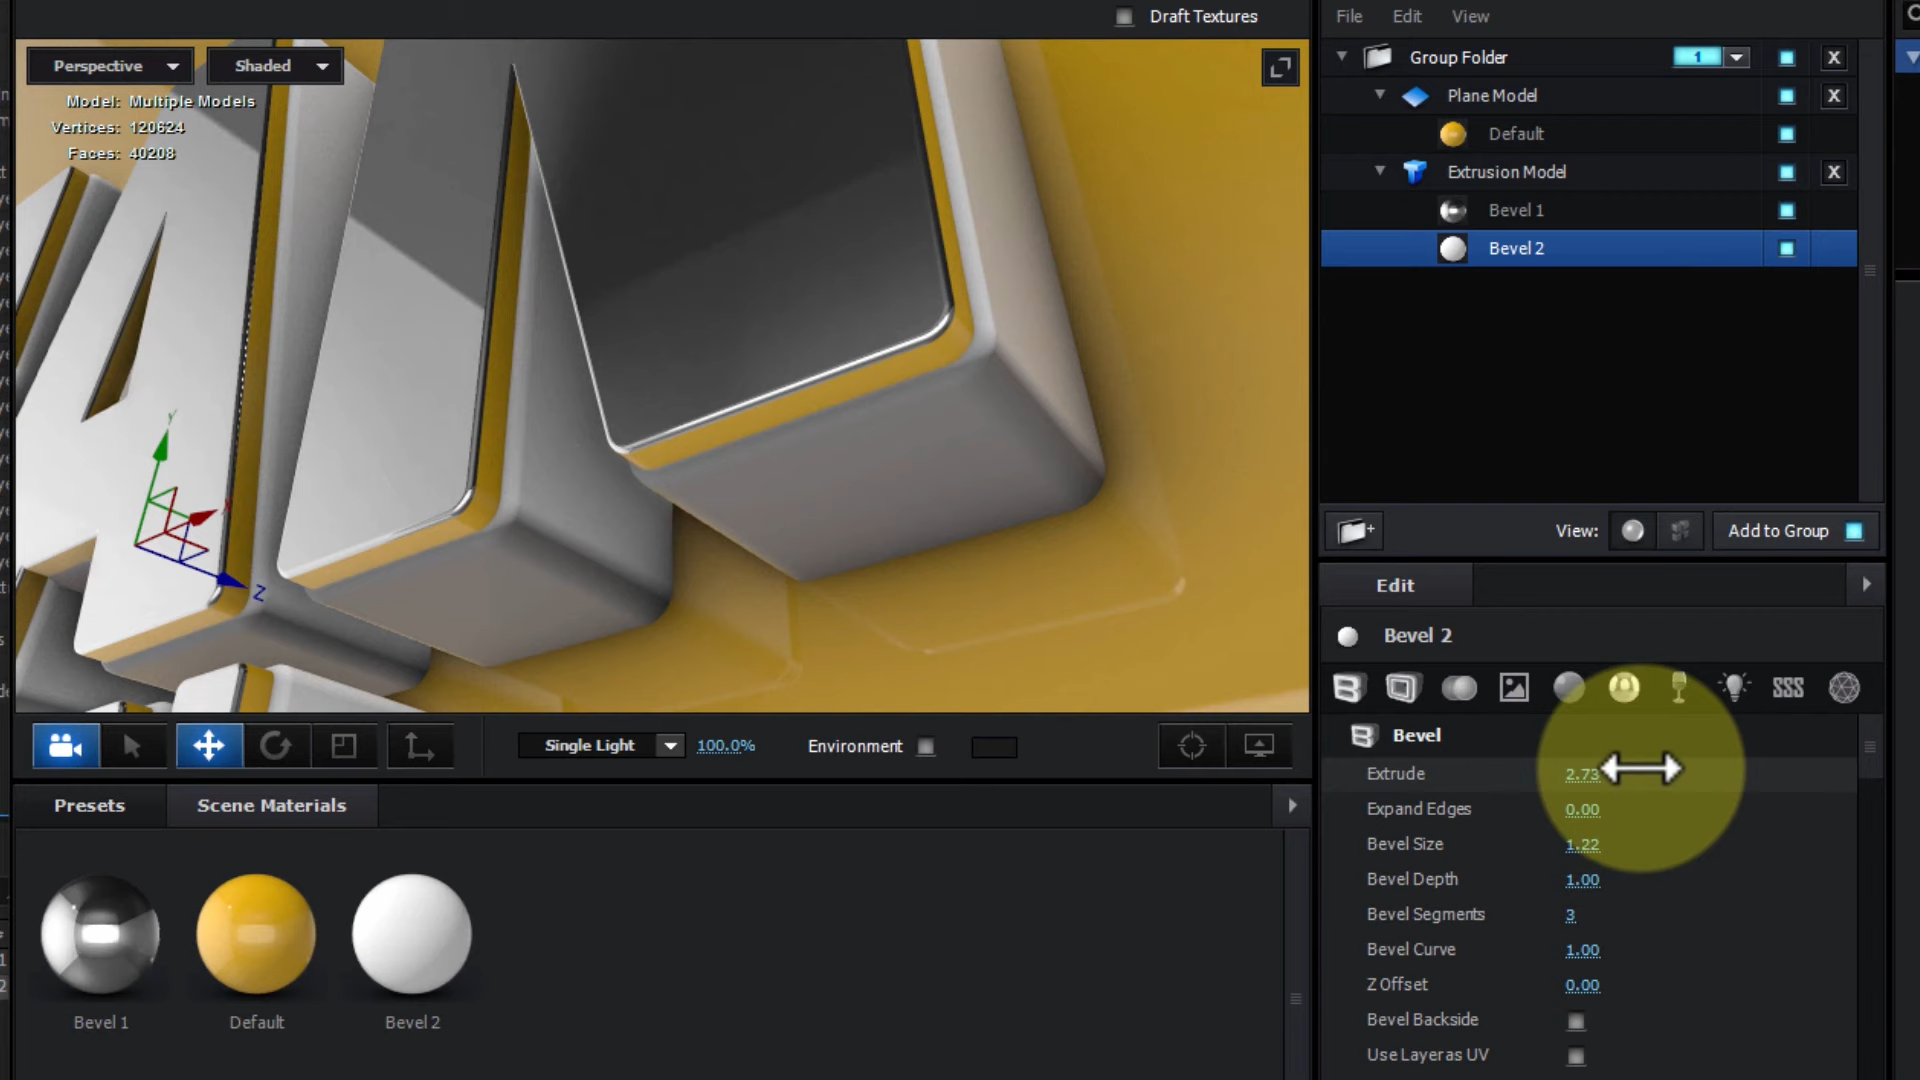 Draft Textures
Perspective
Shaded
Model: Multiple Models
Vertices: 120624
Faces: 40208
Y
X
Z
Single Light
100.0%
Environment
Presets
Scene Materials
Bevel 1
Default
Bevel 2
File
Edit
View
Group Folder
1
X
Plane Model
X
Default
Extrusion Model
X
Bevel 1
Bevel 2
View:
Add to Group
Edit
Bevel 2
SSS
Bevel
Extrude
2.73
Expand Edges
0.00
Bevel Size
1.22
Bevel Depth
1.00
Bevel Segments
3
Bevel Curve
1.00
Z Offset
0.00
Bevel Backside
Use Layer as UV